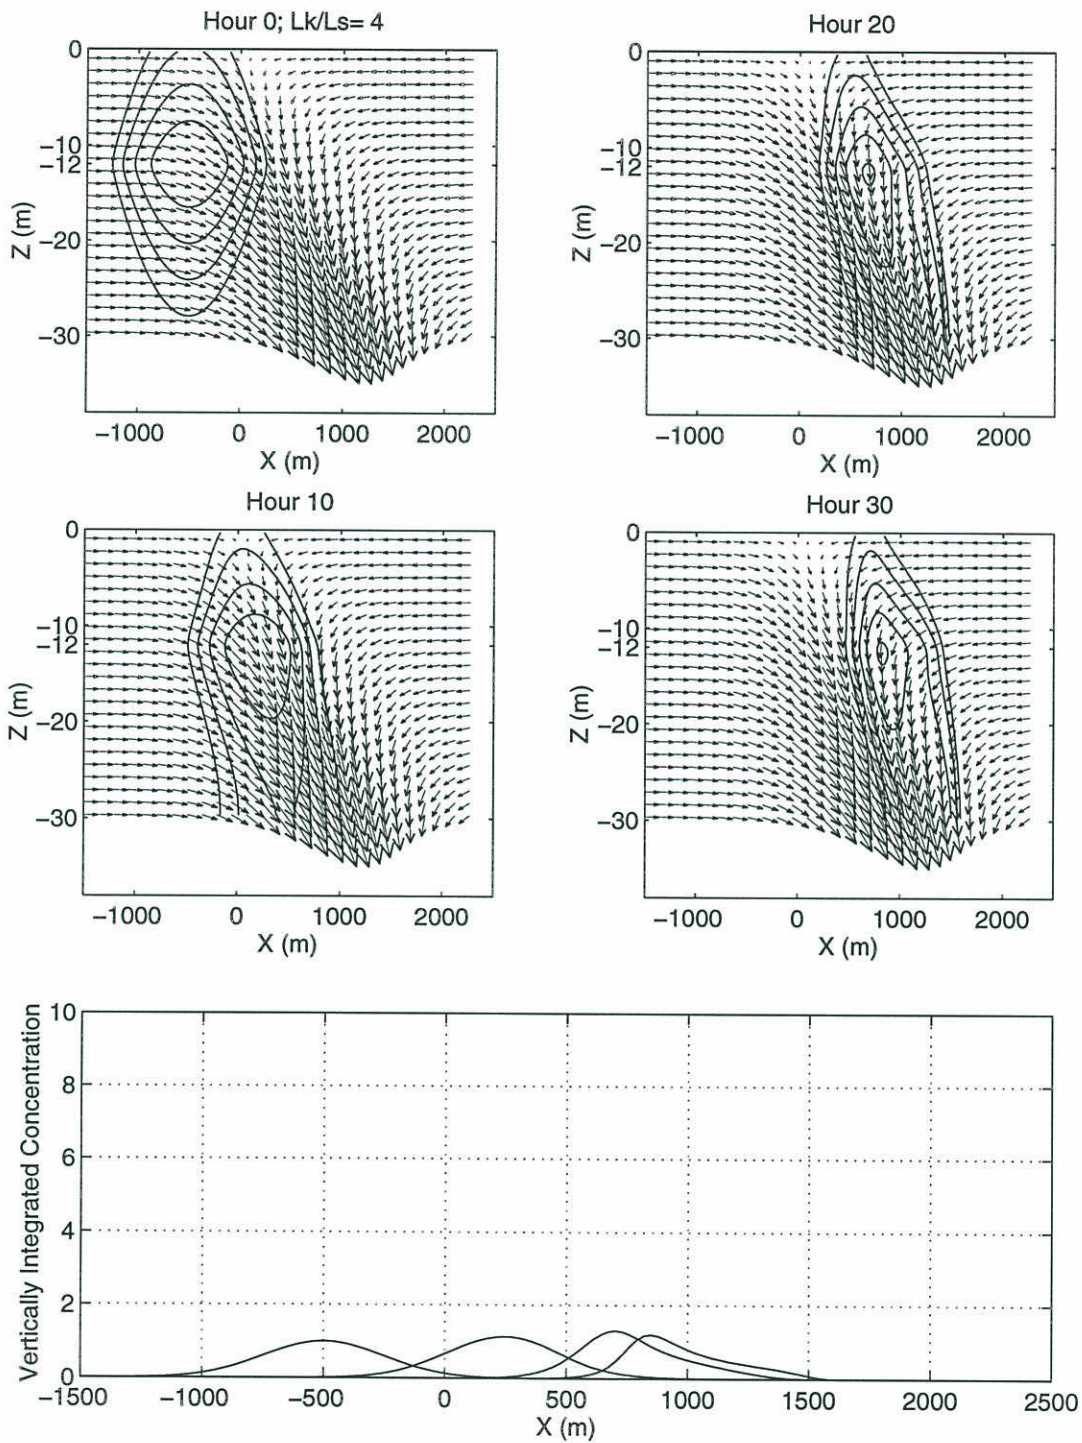 Hour 0; Lk/Ls= 4
0
−10
−12
−20
−30
Z (m)
−1000 0 1000 2000
X (m)
Hour 20
0
−10
−12
−20
−30
Z (m)
−1000 0 1000 2000
X (m)
Hour 10
0
−10
−12
−20
−30
Z (m)
−1000 0 1000 2000
X (m)
Hour 30
0
−10
−12
−20
−30
Z (m)
−1000 0 1000 2000
X (m)
Vertically Integrated Concentration
10
8
6
4
2
0
−1500 −1000 −500 0 500 1000 1500 2000 2500
X (m)